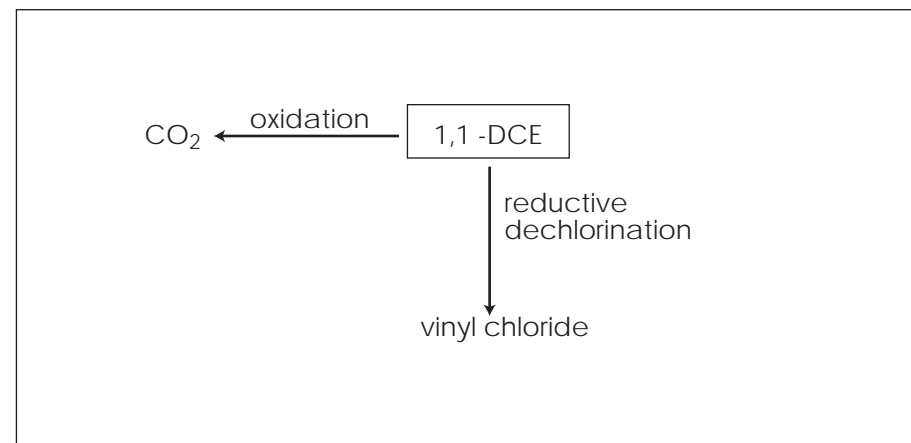 oxidation
CO₂
1,1 -DCE
reductive
dechlorination
vinyl chloride